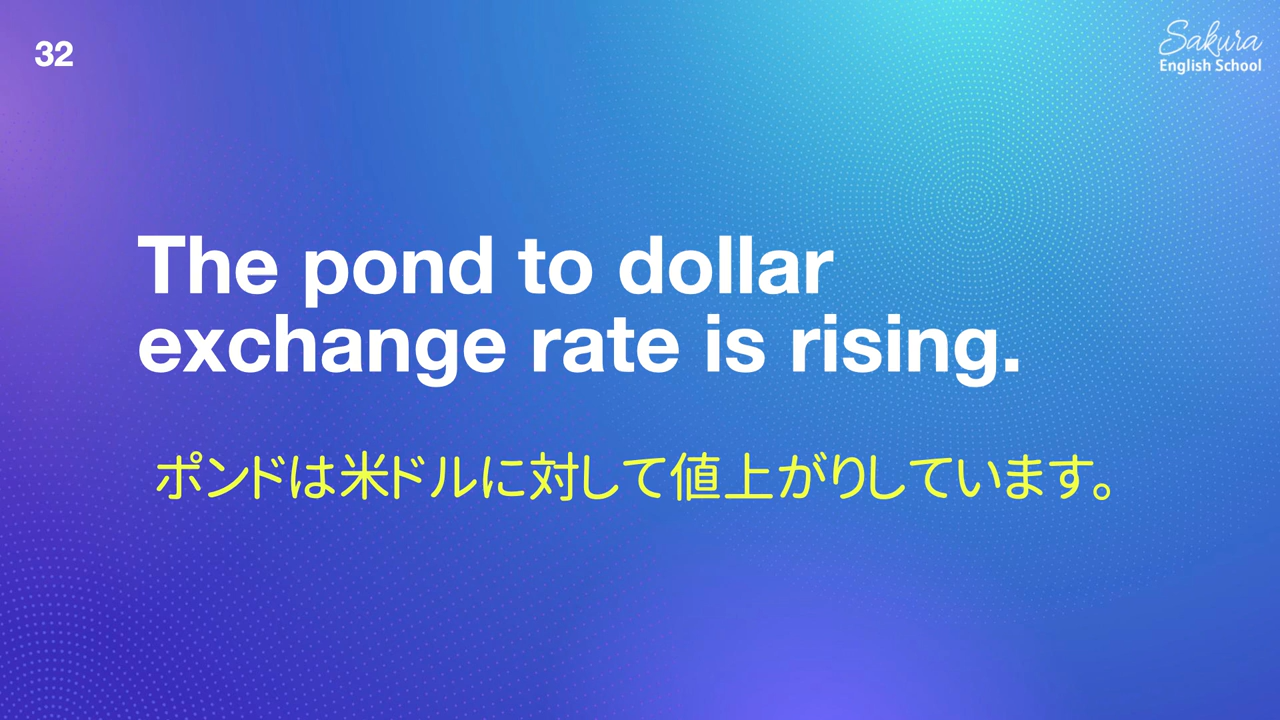 32
Sakura
English School
The pond to dollar
exchange rate is rising.
ポンドは米ドルに対して値上がりしています。